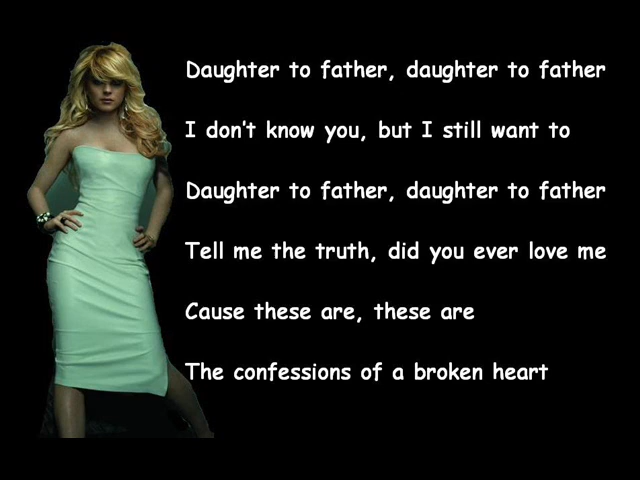 Daughter to father, daughter to father
I don't know you, but I still want to
Daughter to father, daughter to father
Tell me the truth, did you ever love me
Cause these are, these are
The confessions of a broken heart